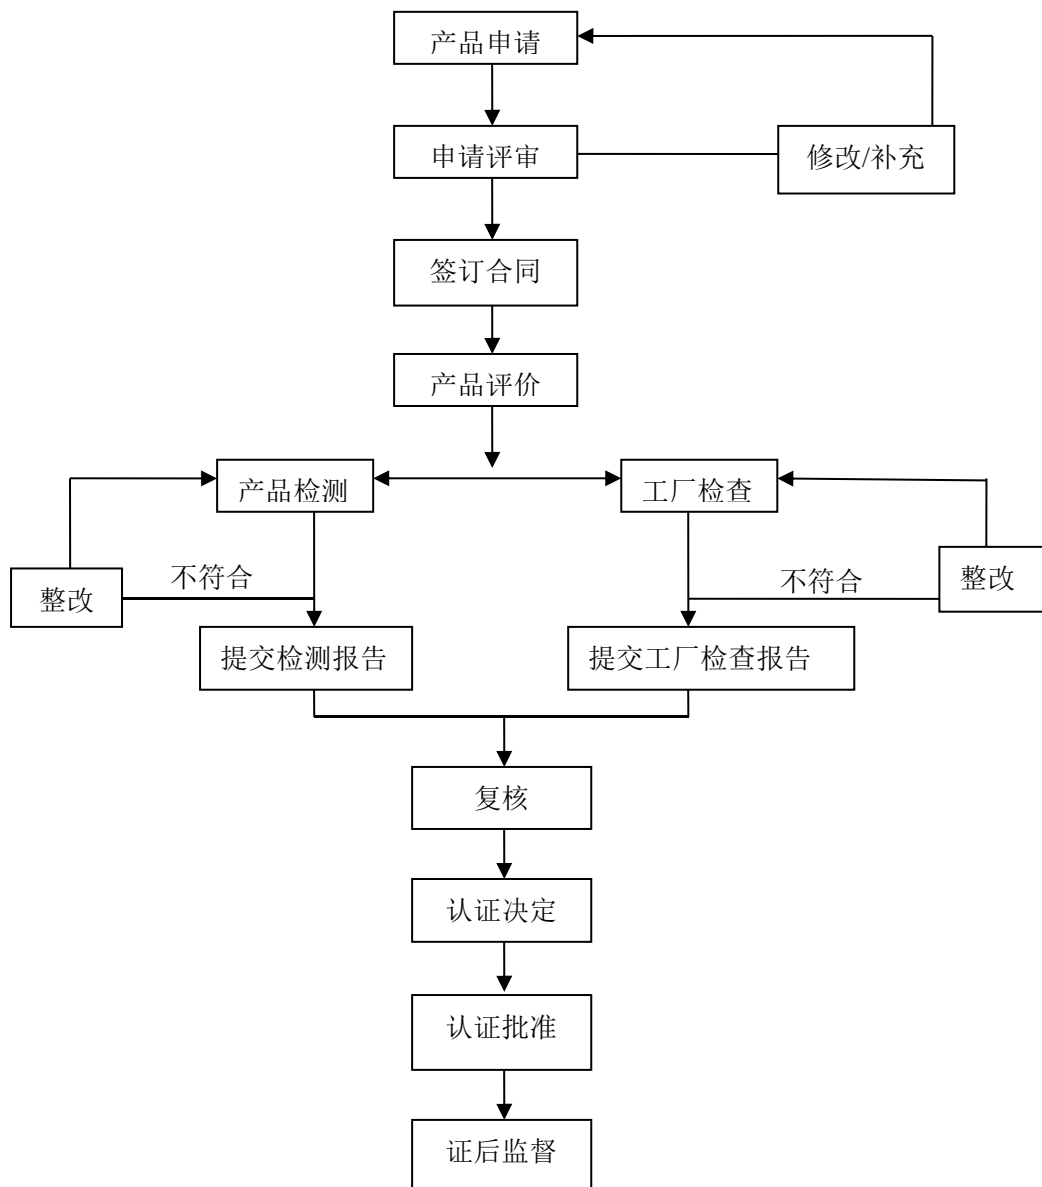 产品申请
申请评审
修改/补充
签订合同
产品评价
产品检测
工厂检查
不符合
不符合
整改
整改
提交检测报告
提交工厂检查报告
复核
认证决定
认证批准
证后监督